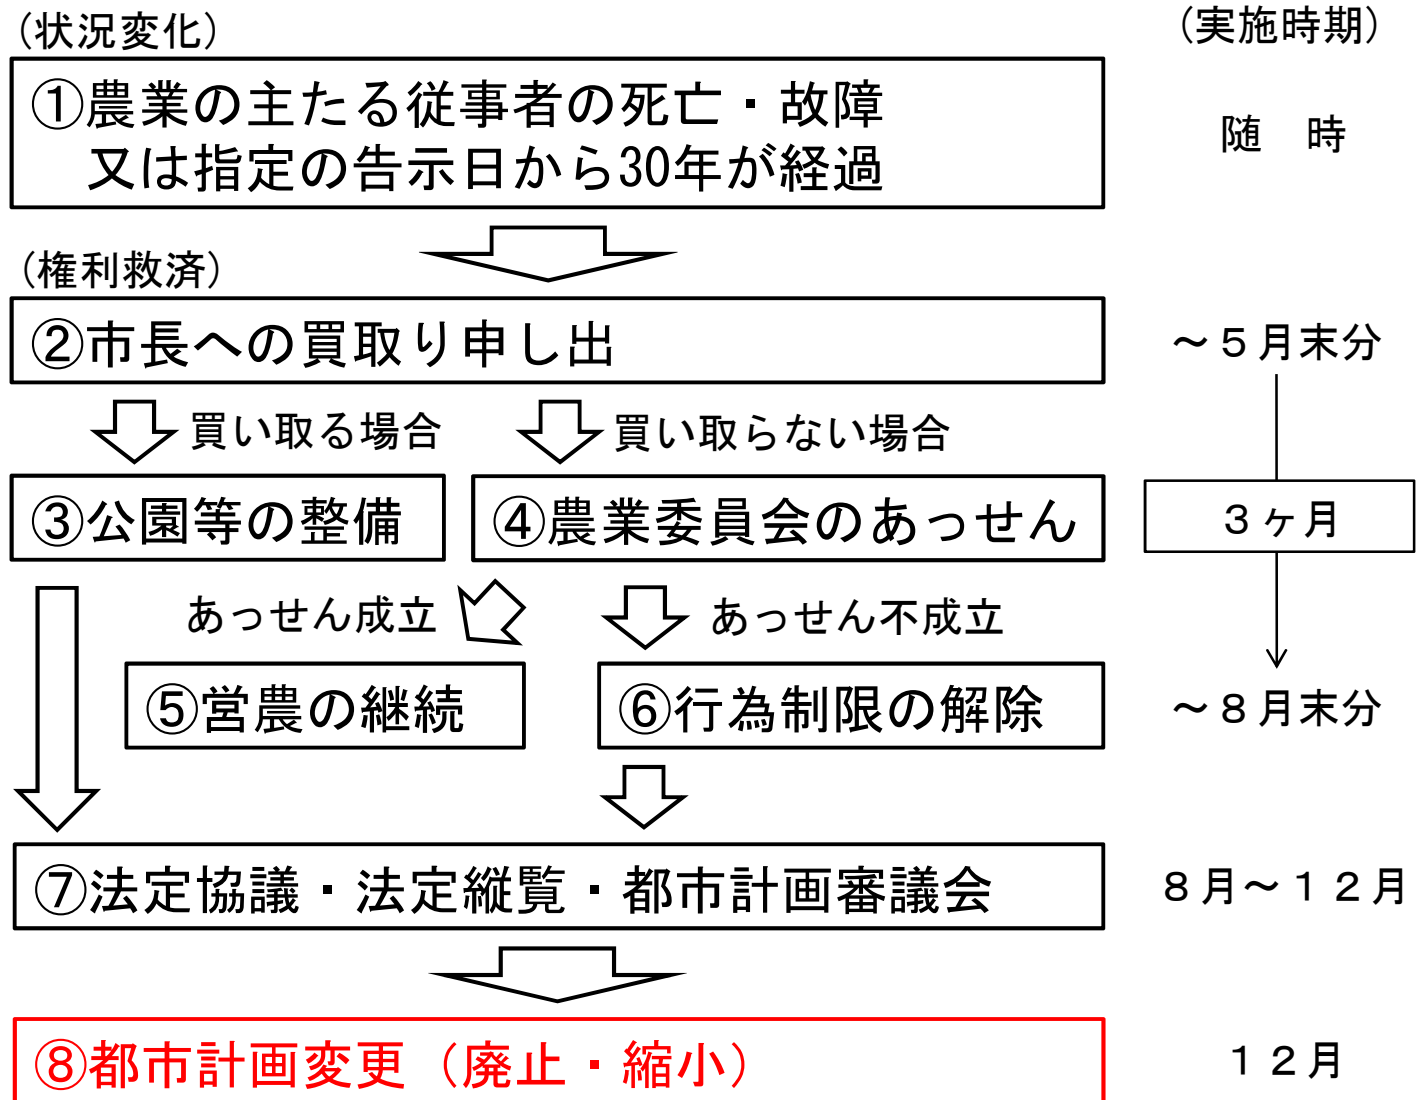 (状況変化)
(実施時期)
①農業の主たる従事者の死亡・故障
又は指定の告示日から30年が経過
随　時
(権利救済)
②市長への買取り申し出
～５月末分
買い取る場合
買い取らない場合
③公園等の整備
④農業委員会のあっせん
３ヶ月
あっせん成立
あっせん不成立
⑤営農の継続
⑥行為制限の解除
～８月末分
⑦法定協議・法定縦覧・都市計画審議会
８月～１２月
⑧都市計画変更（廃止・縮小）
１２月